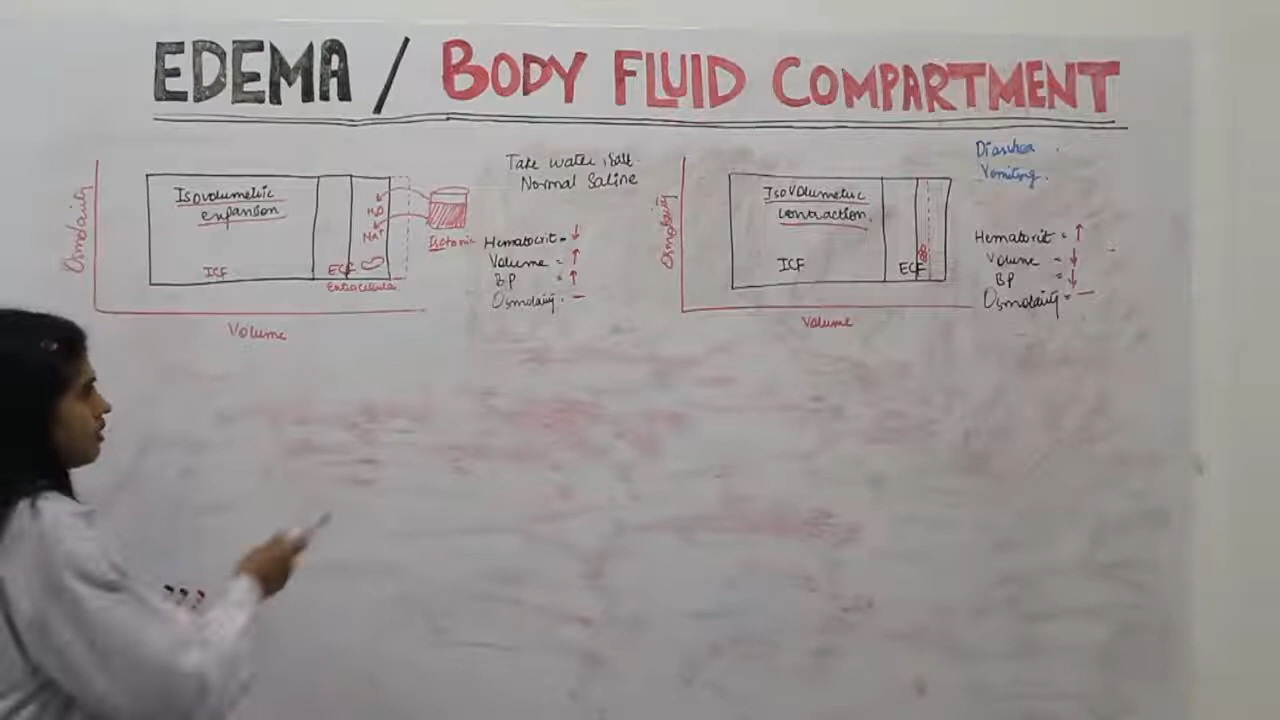 EDEMA / BODY FLUID COMPARTMENT
Osmolarity
Isovolumetric
expansion
ICF
ECF
Extracellular
H2O
Na+
Isotonic
Volume
Take water, salt.
Normal Saline
Hematocrit = ↓
Volume = ↑
BP = ↑
Osmolarity. —
Osmolarity
Isovolumetric
contraction.
ICF
ECF
Volume
Diarrhea
Vomiting.
Hematocrit = ↑
Volume = ↓
BP = ↓
Osmolarity = —